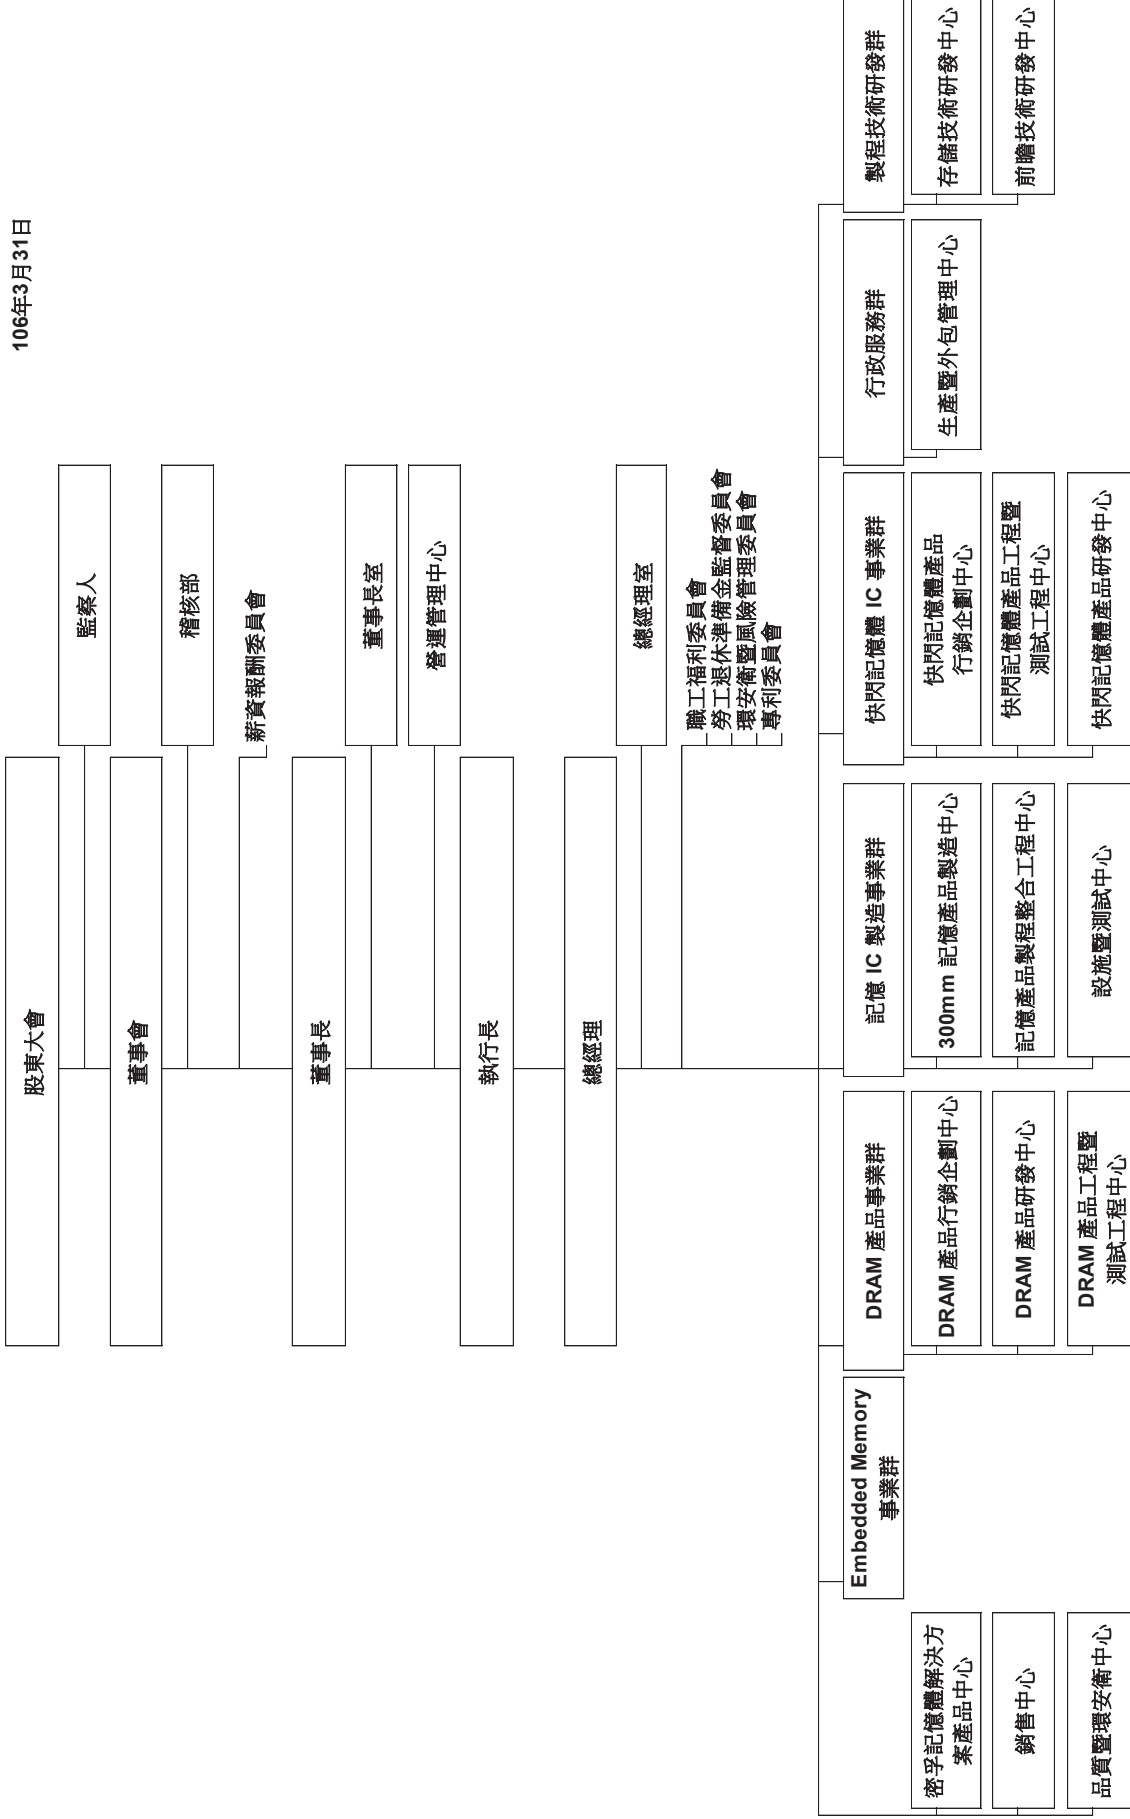 106年3月31日
股東大會
監察人
董事會
稽核部
薪資報酬委員會
董事長
董事長室
營運管理中心
執行長
總經理
總經理室
職工福利委員會
勞工退休準備金監督委員會
環安衛暨風險管理委員會
專利委員會
密孚記憶體解決方
案產品中心
銷售中心
品質暨環安衛中心
Embedded Memory
事業群
DRAM 產品事業群
DRAM 產品行銷企劃中心
DRAM 產品研發中心
DRAM 產品工程暨
測試工程中心
記憶 IC 製造事業群
300mm 記憶產品製造中心
記憶產品製程整合工程中心
設施暨測試中心
快閃記憶體 IC 事業群
快閃記憶體產品
行銷企劃中心
快閃記憶體產品工程暨
測試工程中心
快閃記憶體產品研發中心
行政服務群
生產暨外包管理中心
製程技術研發群
存儲技術研發中心
前瞻技術研發中心